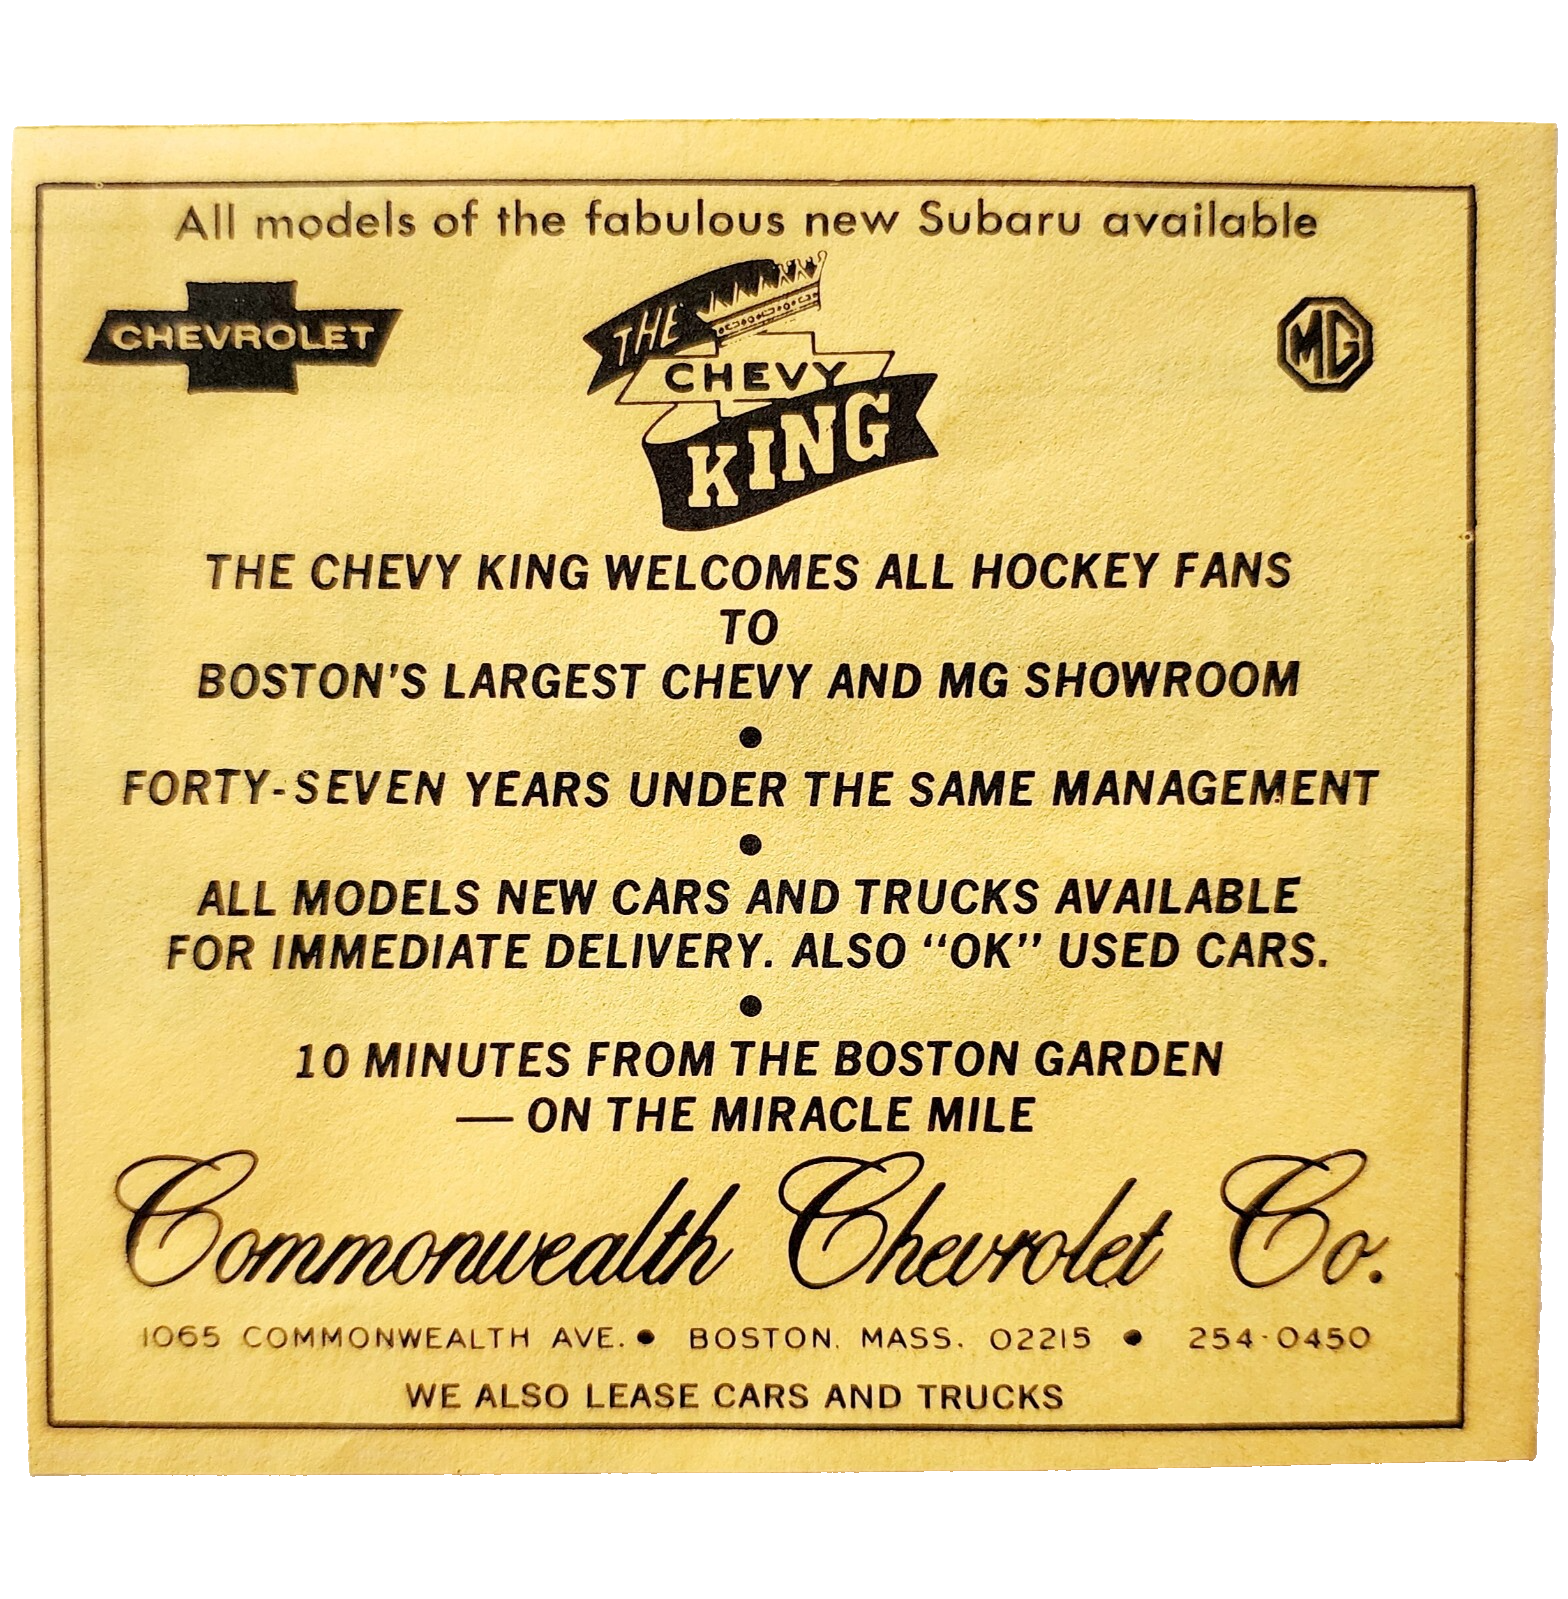 All models of the fabulous new Subaru available
CHEVROLET
THE
CHEVY
KING
MG
THE CHEVY KING WELCOMES ALL HOCKEY FANS
TO
BOSTON'S LARGEST CHEVY AND MG SHOWROOM
•
FORTY-SEVEN YEARS UNDER THE SAME MANAGEMENT
•
ALL MODELS NEW CARS AND TRUCKS AVAILABLE
FOR IMMEDIATE DELIVERY. ALSO “OK” USED CARS.
•
10 MINUTES FROM THE BOSTON GARDEN
— ON THE MIRACLE MILE
Commonwealth Chevrolet Co.
1065 COMMONWEALTH AVE. • BOSTON, MASS. 02215 • 254-0450
WE ALSO LEASE CARS AND TRUCKS